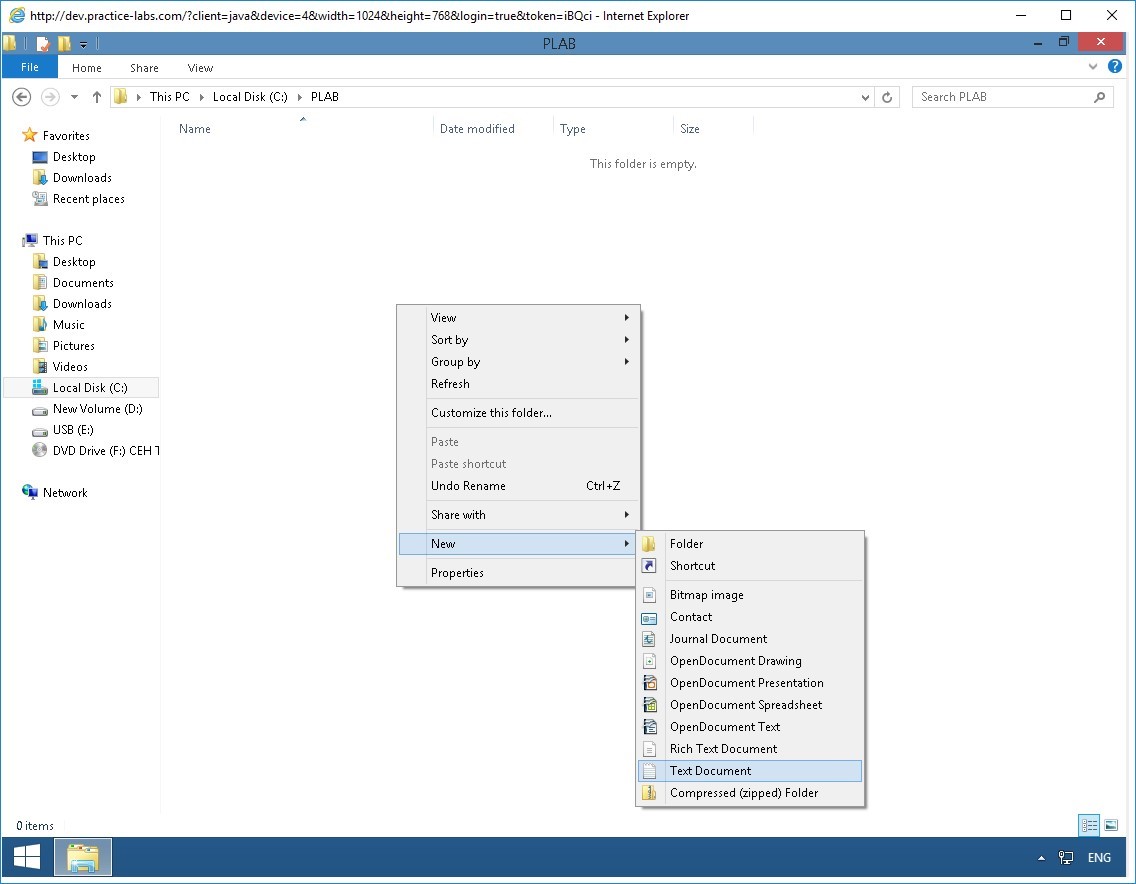 http://dev.practice-labs.com/?client=java&device=4&width=1024&height=768&login=true&token=iBQci - Internet Explorer
PLAB
File Home Share View
This PC Local Disk (C:) PLAB
Search PLAB
Name Date modified Type Size
This folder is empty.
Favorites
Desktop
Downloads
Recent places
This PC
Desktop
Documents
Downloads
Music
Pictures
Videos
Local Disk (C:)
New Volume (D:)
USB (E:)
DVD Drive (F:) CEH T
Network
View
Sort by
Group by
Refresh
Customize this folder...
Paste
Paste shortcut
Undo Rename Ctrl+Z
Share with
New
Properties
Folder
Shortcut
Bitmap image
Contact
Journal Document
OpenDocument Drawing
OpenDocument Presentation
OpenDocument Spreadsheet
OpenDocument Text
Rich Text Document
Text Document
Compressed (zipped) Folder
0 items
ENG